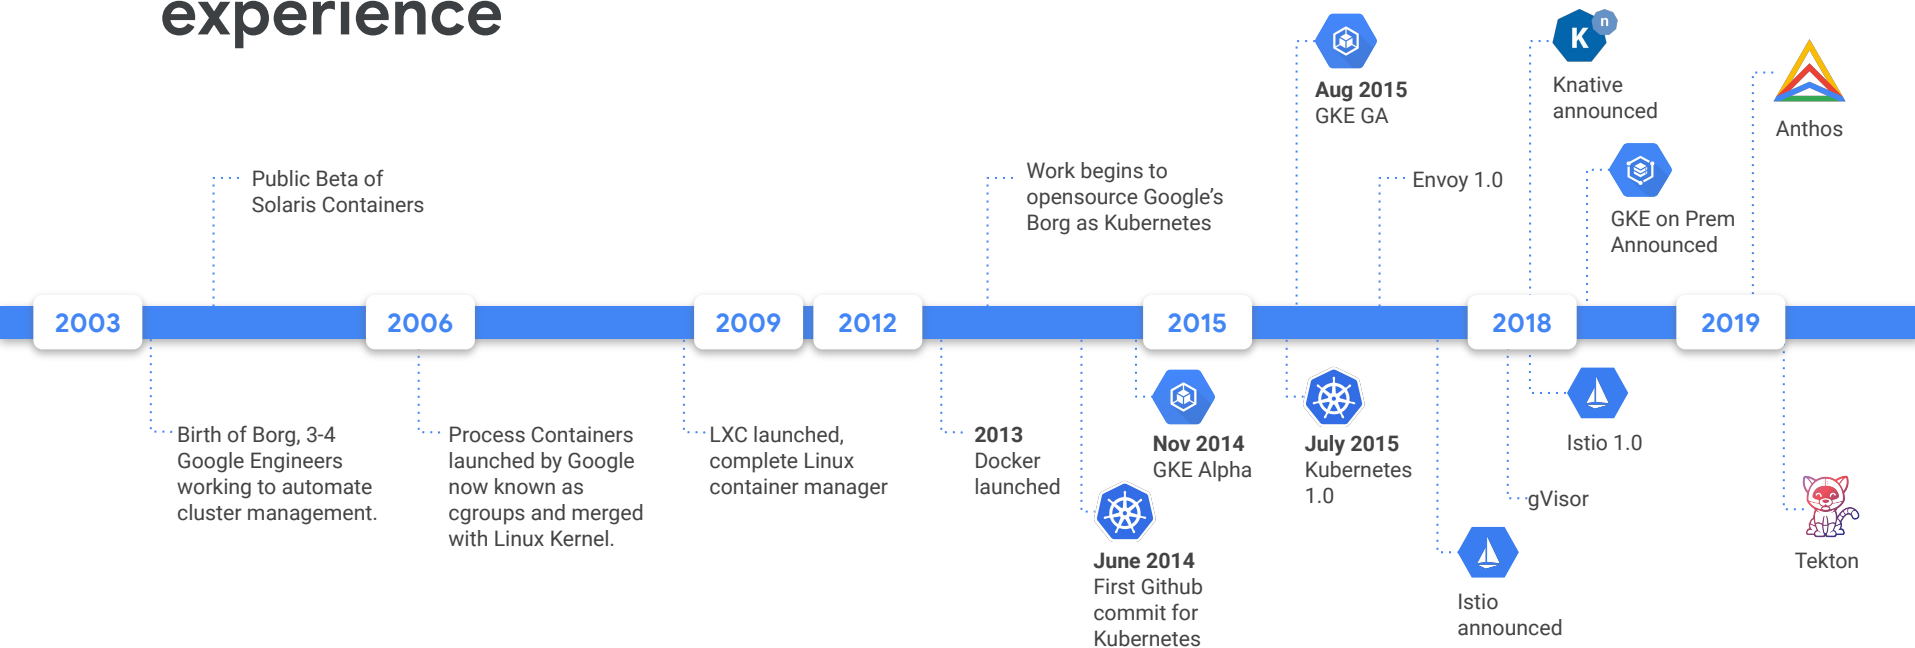 experience
Aug 2015
GKE GA
K
n
Knative
announced
Anthos
Public Beta of
Solaris Containers
Work begins to
opensource Google's
Borg as Kubernetes
Envoy 1.0
GKE on Prem
Announced
2003
2006
2009
2012
2015
2018
2019
Birth of Borg, 3-4
Google Engineers
working to automate
cluster management.
Process Containers
launched by Google
now known as
cgroups and merged
with Linux Kernel.
LXC launched,
complete Linux
container manager
2013
Docker
launched
June 2014
First Github
commit for
Kubernetes
Nov 2014
GKE Alpha
July 2015
Kubernetes
1.0
Istio
announced
gVisor
Istio 1.0
Tekton